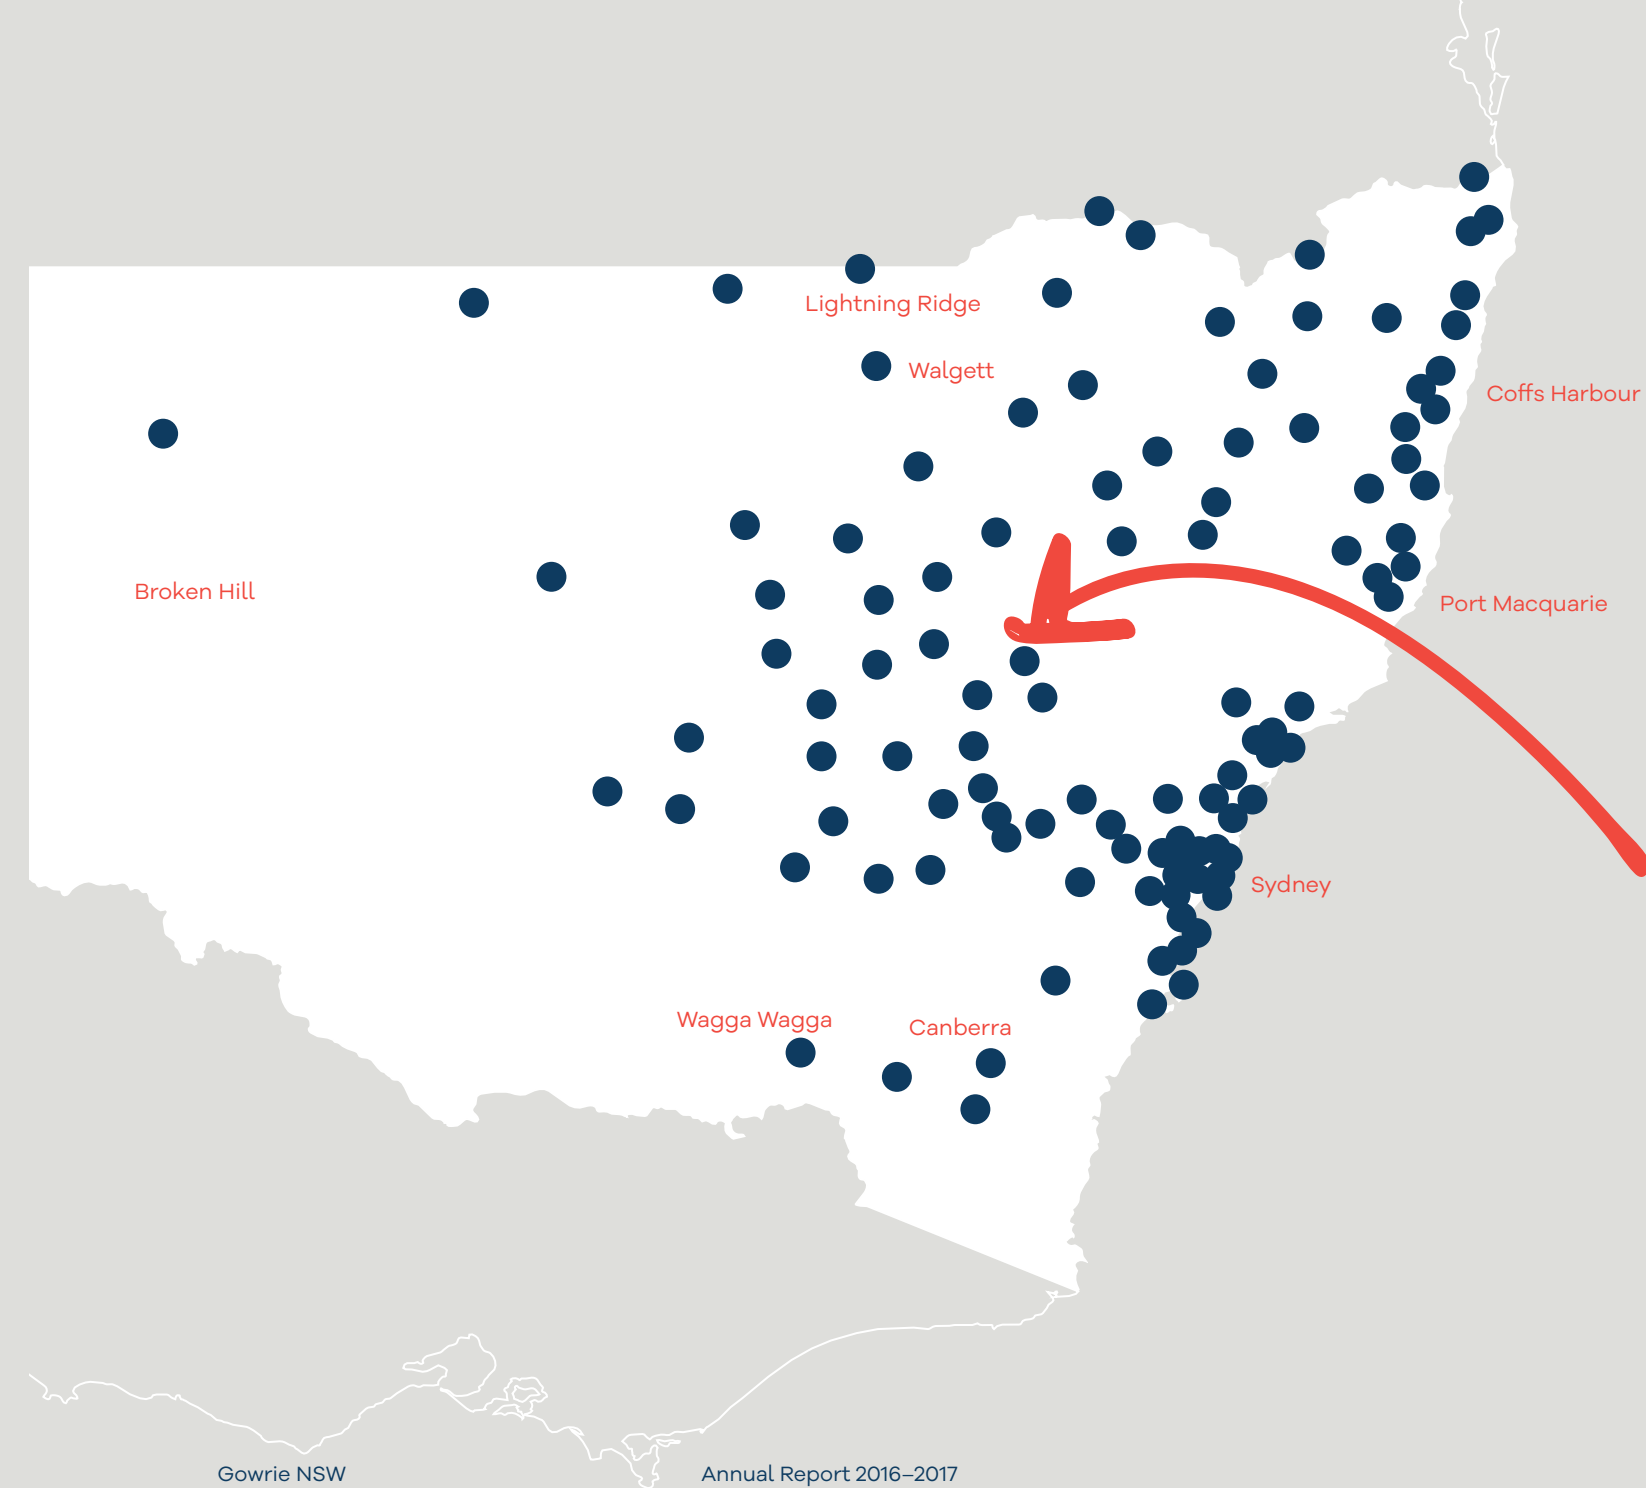 Lightning Ridge
Walgett
Coffs Harbour
Broken Hill
Port Macquarie
Sydney
Wagga Wagga
Canberra
Gowrie NSW
Annual Report 2016–2017